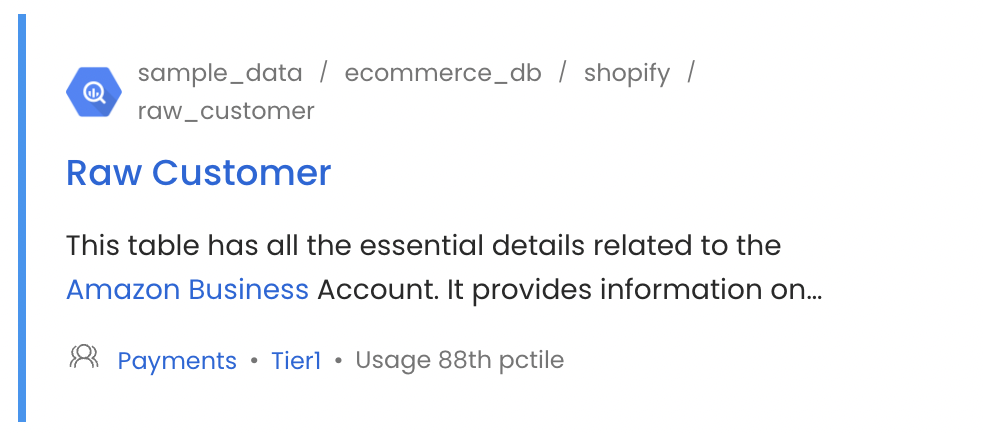 sample_data / ecommerce_db / shopify /
raw_customer
Raw Customer
This table has all the essential details related to the
Amazon Business Account. It provides information on...
Payments • Tier1 • Usage 88th pctile